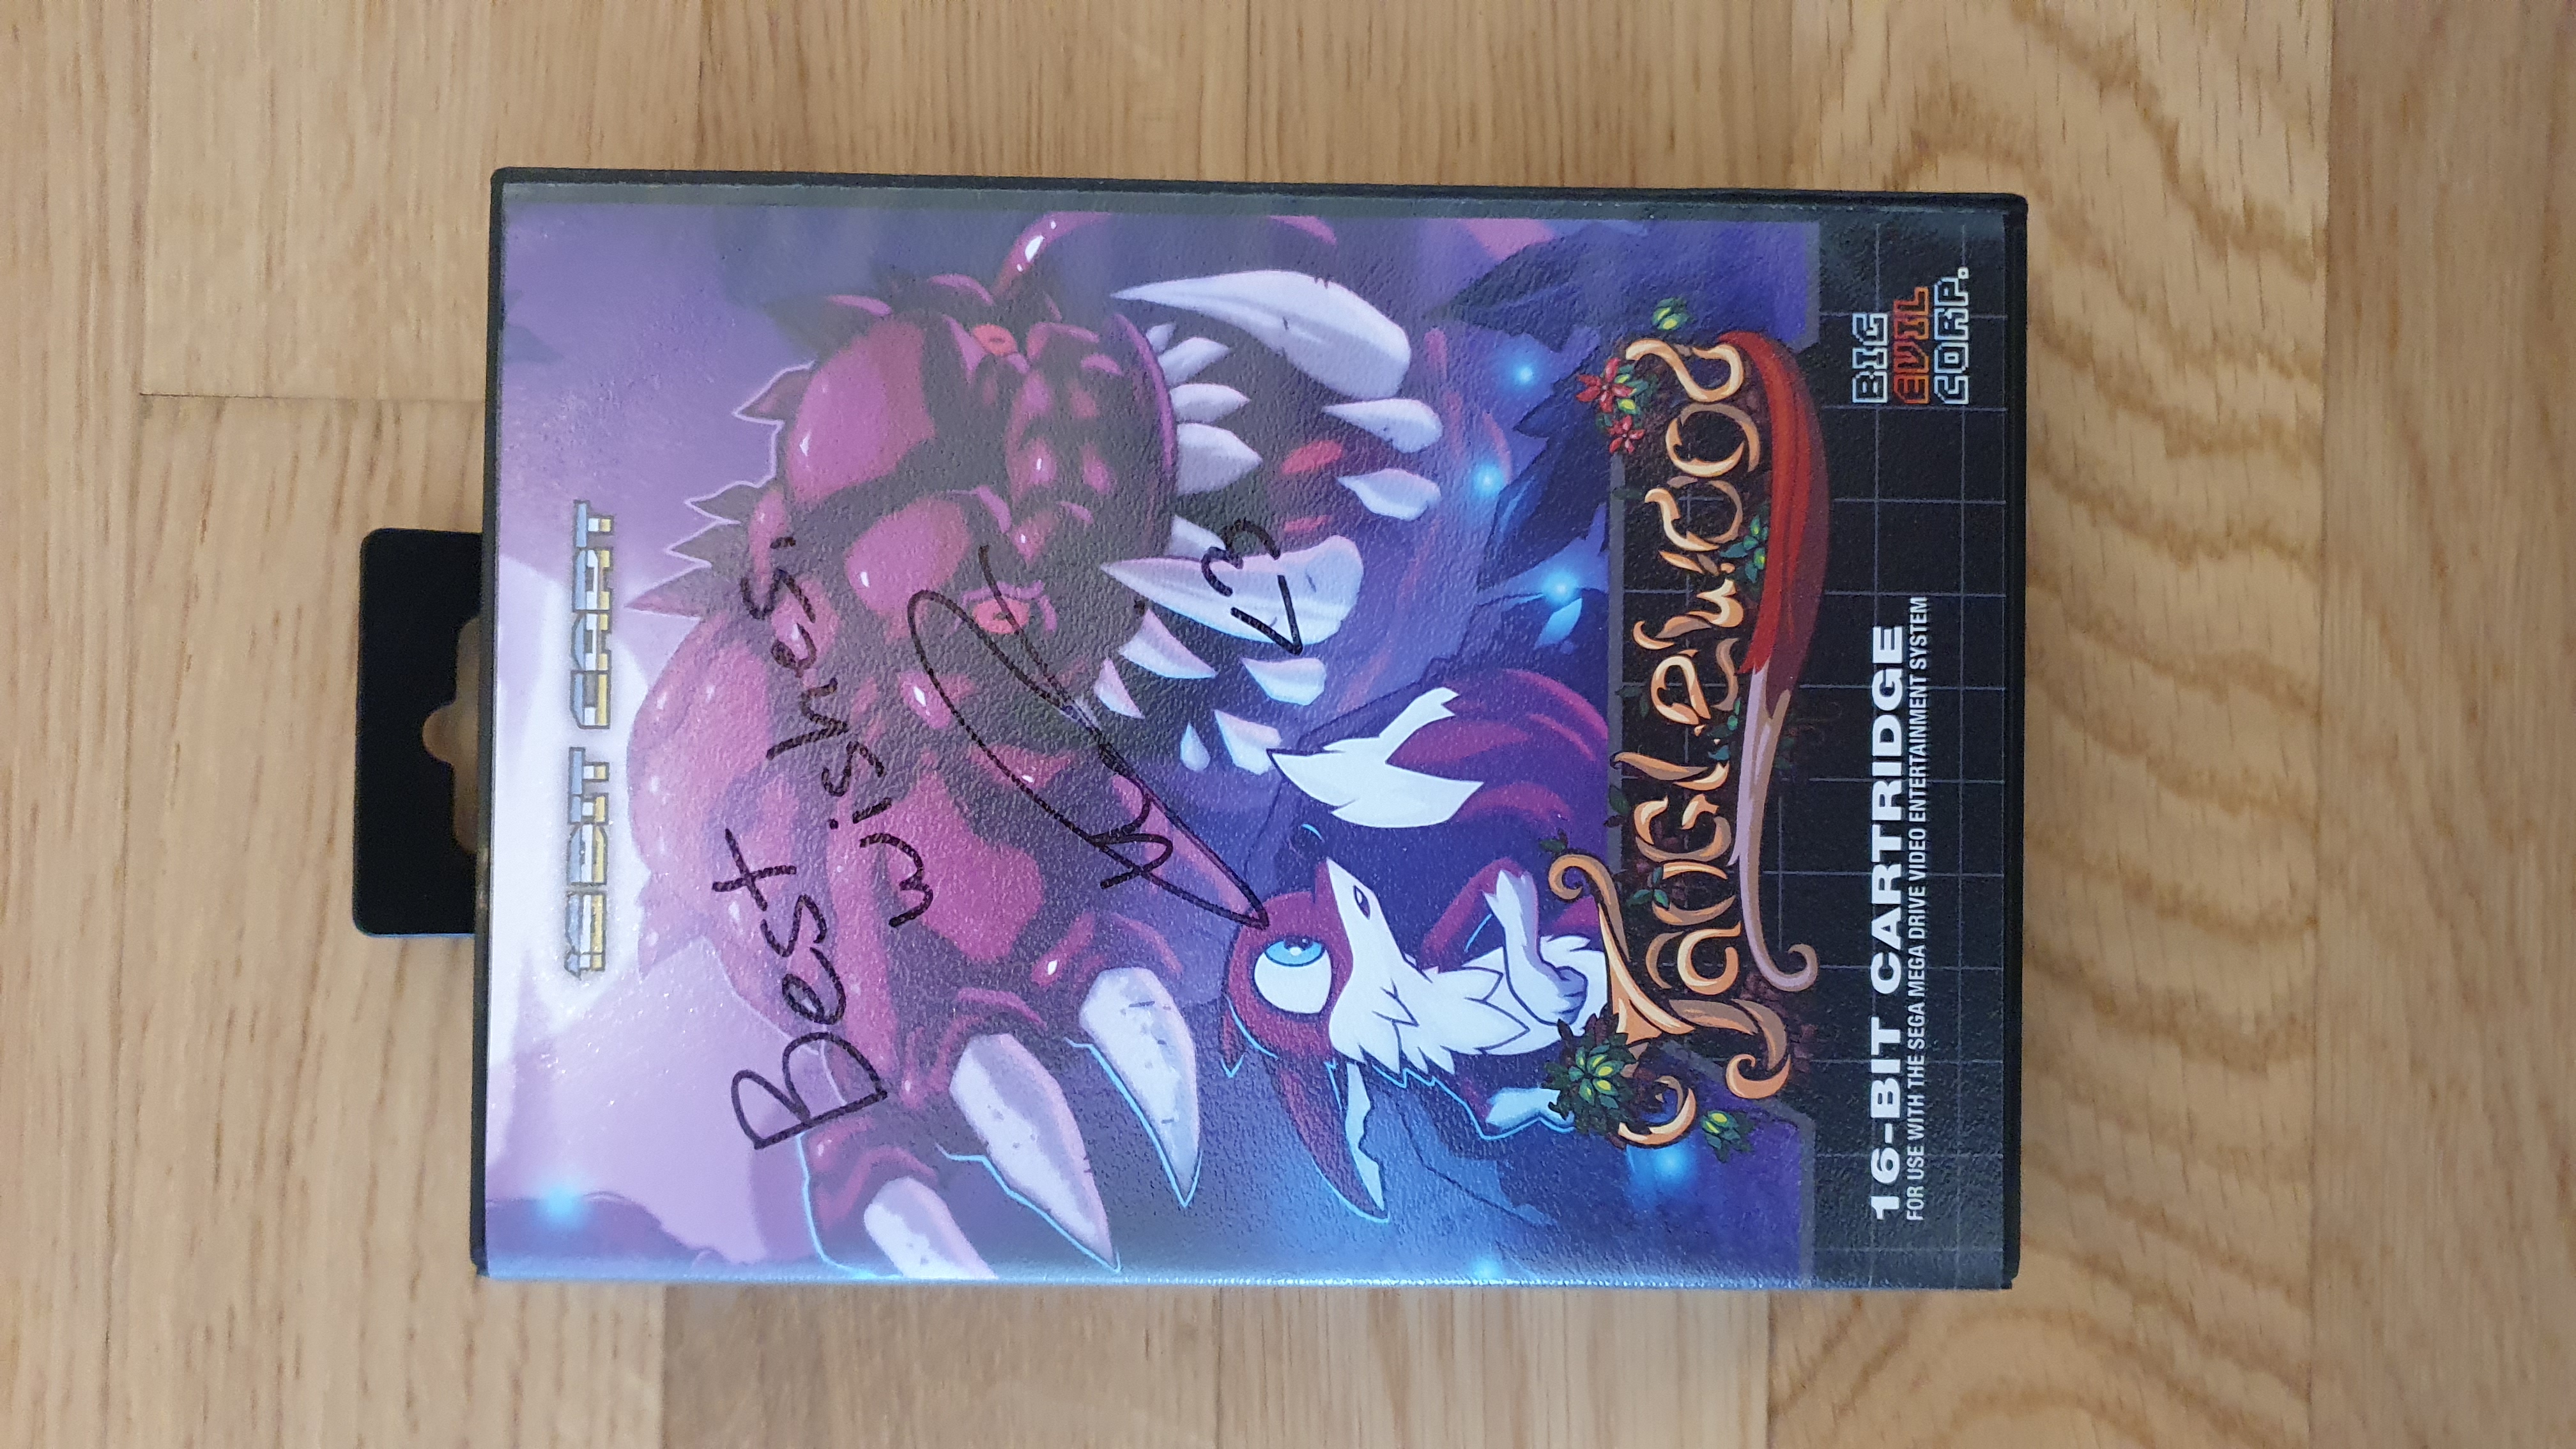 16BIT CART
Best
wishes,
<3
TANGLEWOOD
16-BIT CARTRIDGE
FOR USE WITH THE SEGA MEGA DRIVE VIDEO ENTERTAINMENT SYSTEM
BIG
EVIL
CORP.